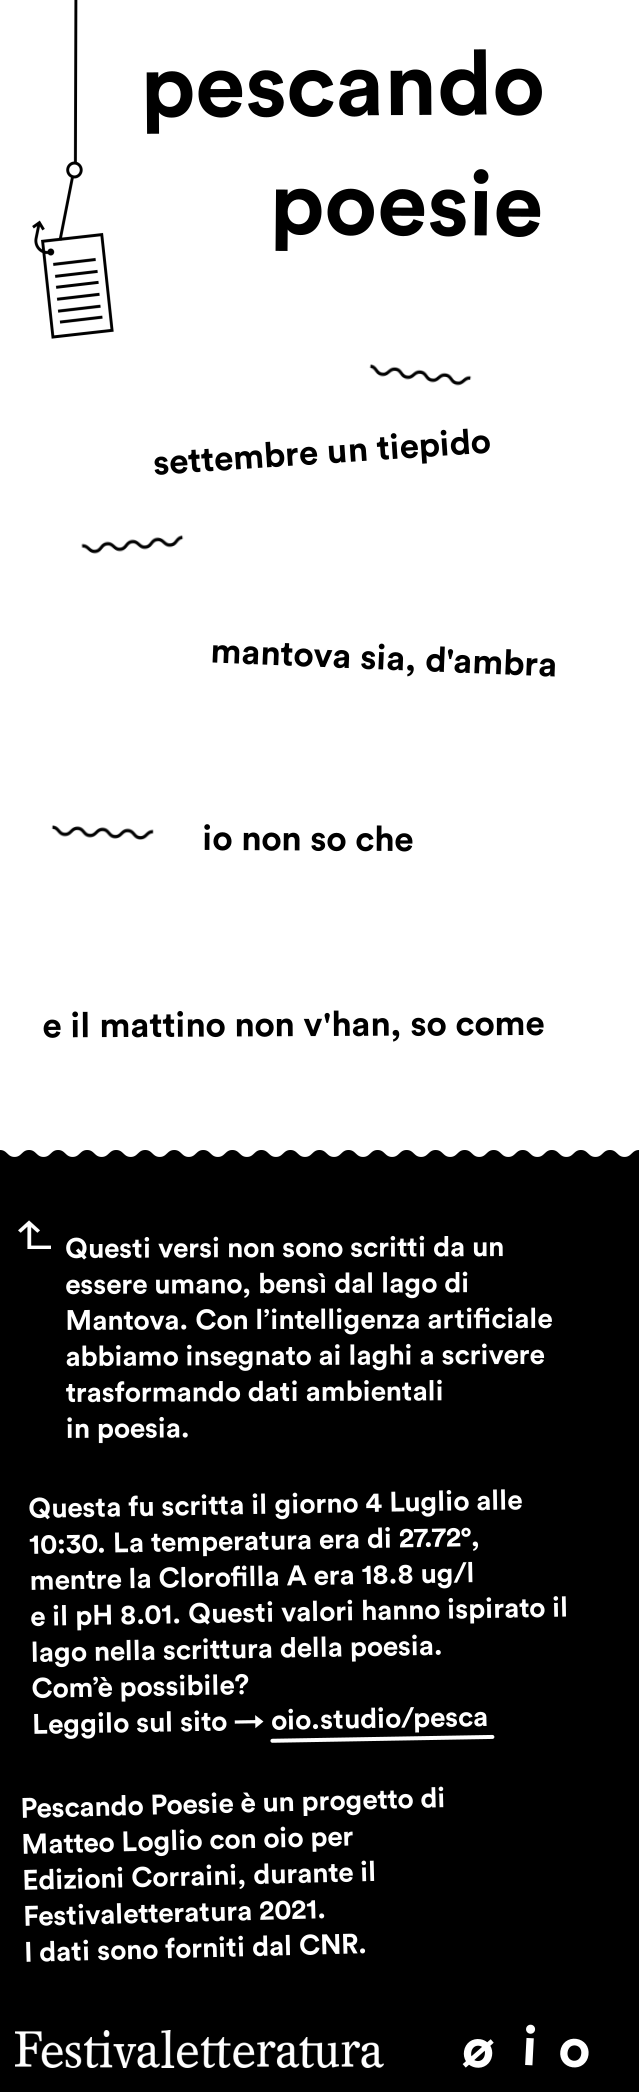 pescando
poesie
settembre un tiepido
mantova sia, d'ambra
io non so che
e il mattino non v'han, so come
Questi versi non sono scritti da un
essere umano, bensì dal lago di
Mantova. Con l’intelligenza artificiale
abbiamo insegnato ai laghi a scrivere
trasformando dati ambientali
in poesia.
Questa fu scritta il giorno 4 Luglio alle
10:30. La temperatura era di 27.72°,
mentre la Clorofilla A era 18.8 ug/l
e il pH 8.01. Questi valori hanno ispirato il
lago nella scrittura della poesia.
Com’è possibile?
Leggilo sul sito → oio.studio/pesca
Pescando Poesie è un progetto di
Matteo Loglio con oio per
Edizioni Corraini, durante il
Festivaletteratura 2021.
I dati sono forniti dal CNR.
Festivaletteratura ø i o